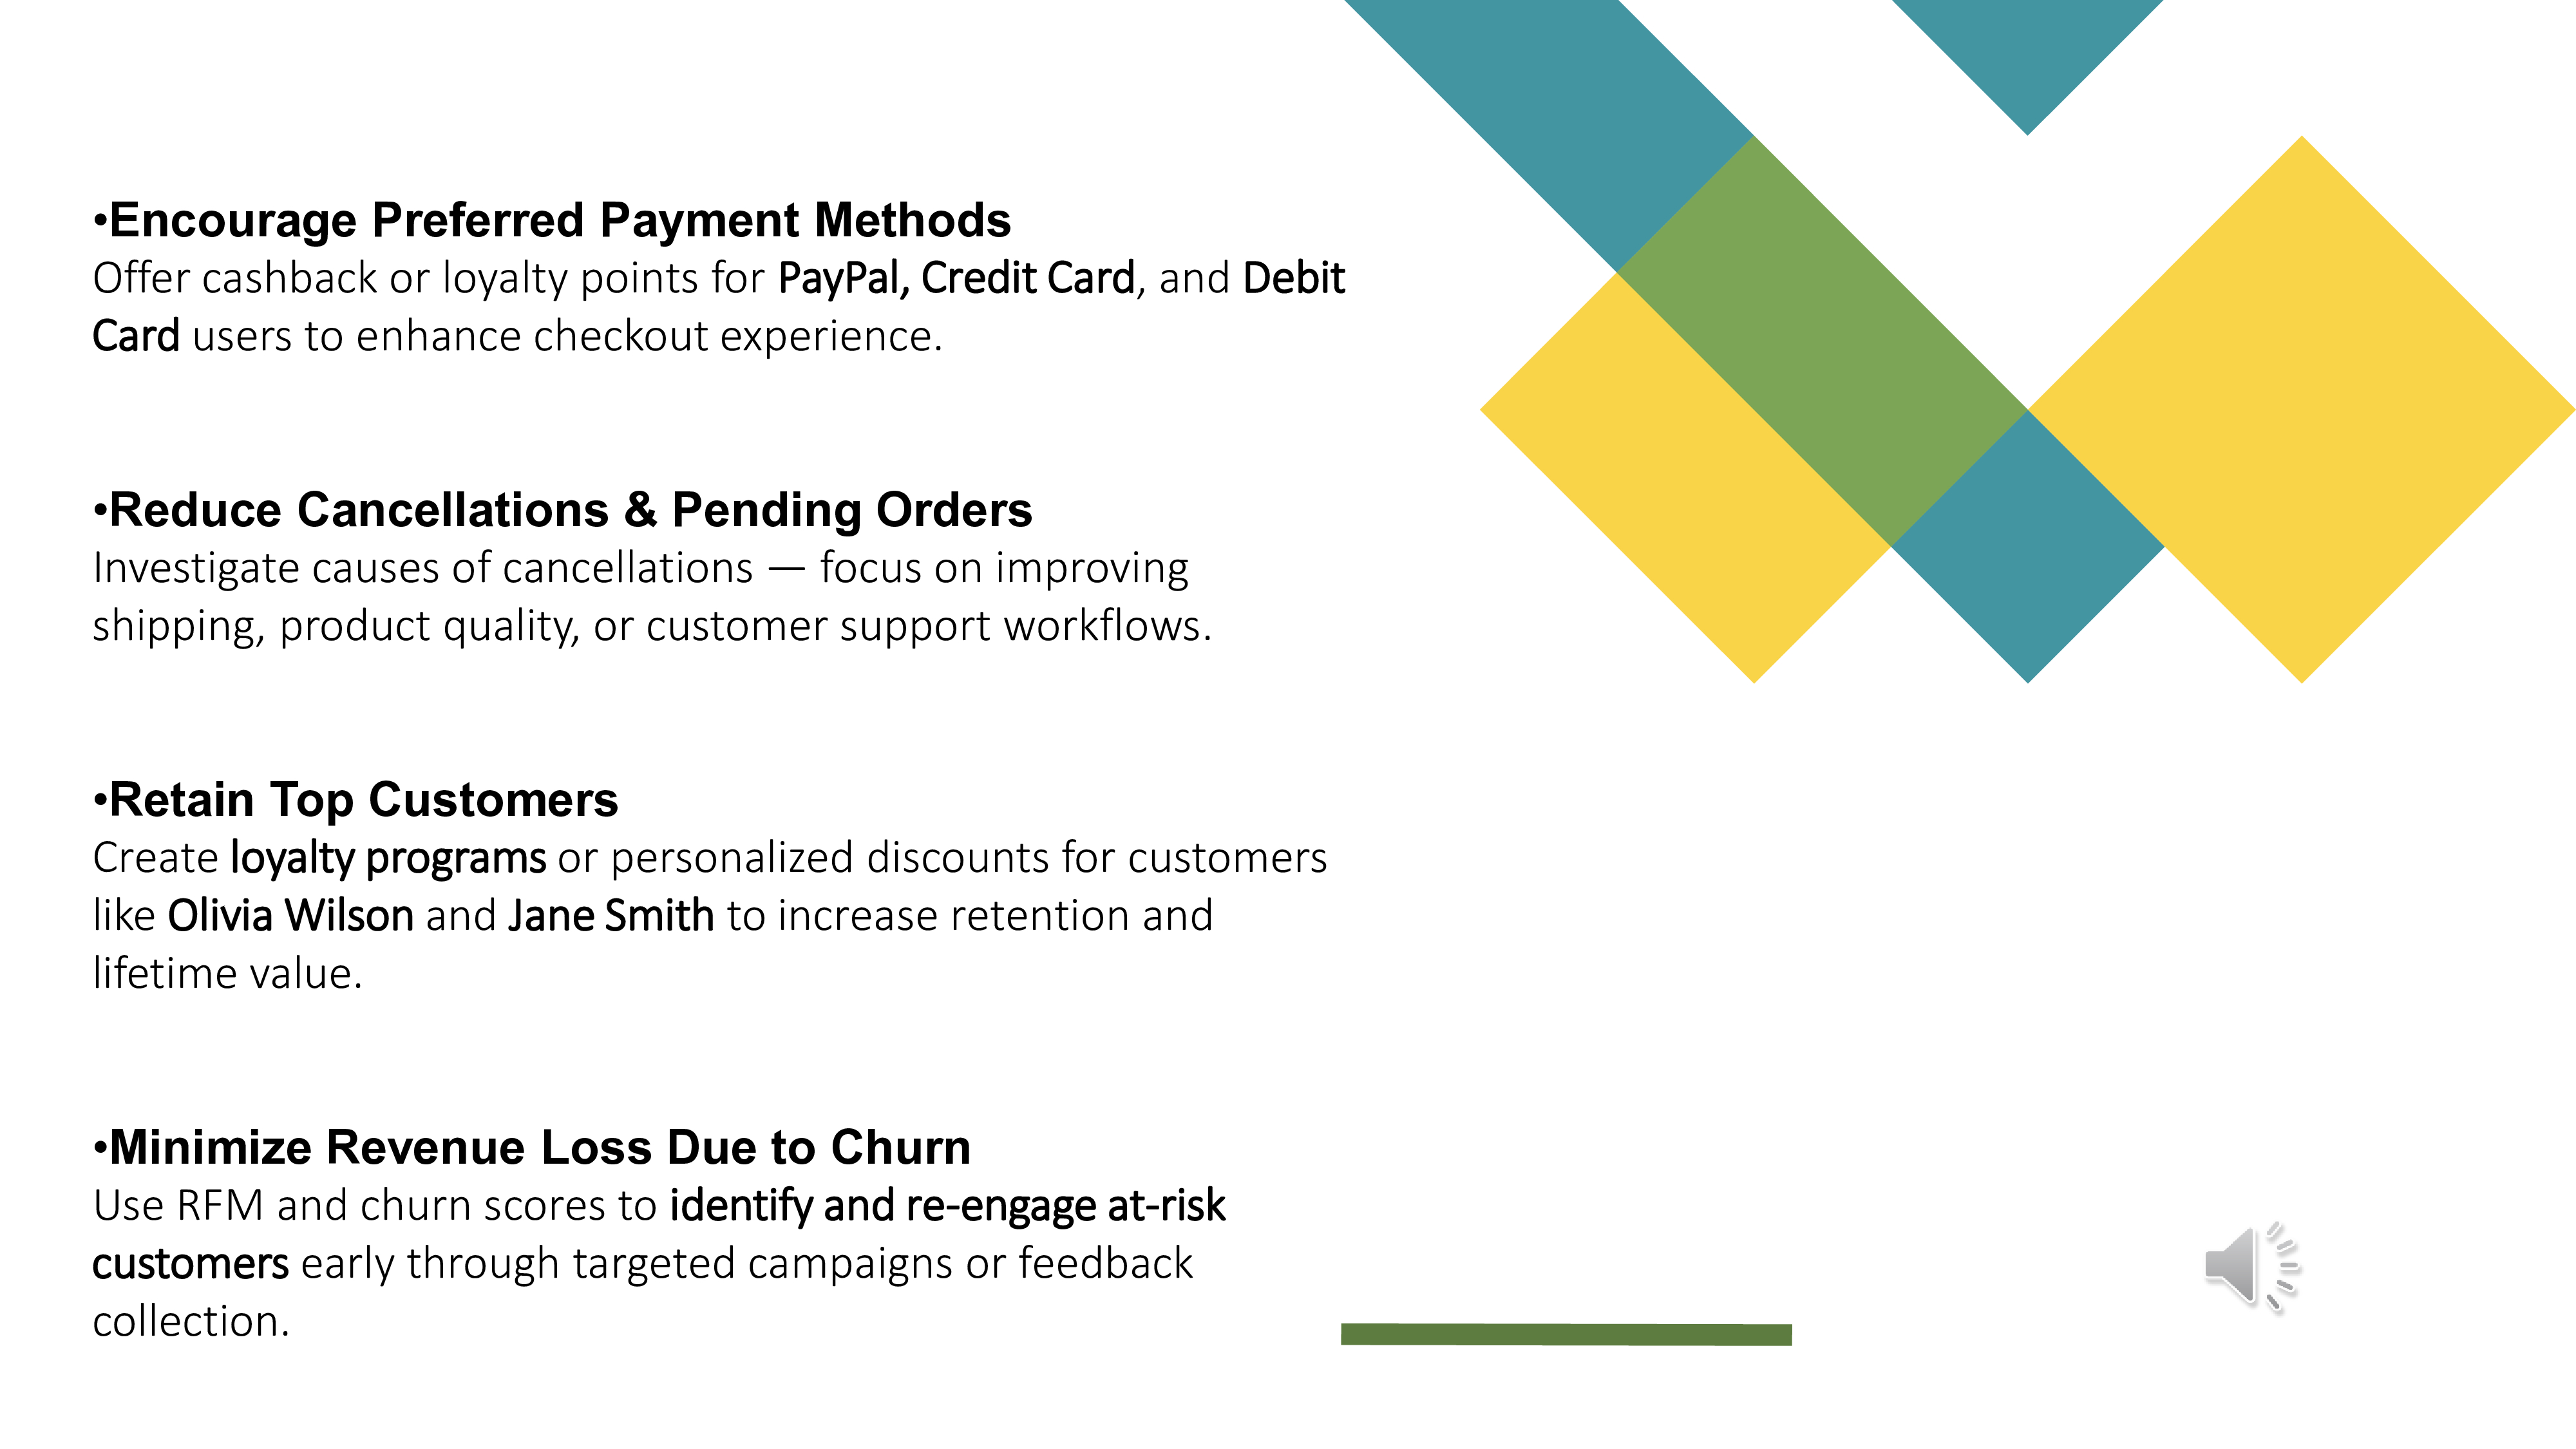 •Encourage Preferred Payment Methods
Offer cashback or loyalty points for PayPal, Credit Card, and Debit
Card users to enhance checkout experience.
•Reduce Cancellations & Pending Orders
Investigate causes of cancellations — focus on improving
shipping, product quality, or customer support workflows.
•Retain Top Customers
Create loyalty programs or personalized discounts for customers
like Olivia Wilson and Jane Smith to increase retention and
lifetime value.
•Minimize Revenue Loss Due to Churn
Use RFM and churn scores to identify and re-engage at-risk
customers early through targeted campaigns or feedback
collection.